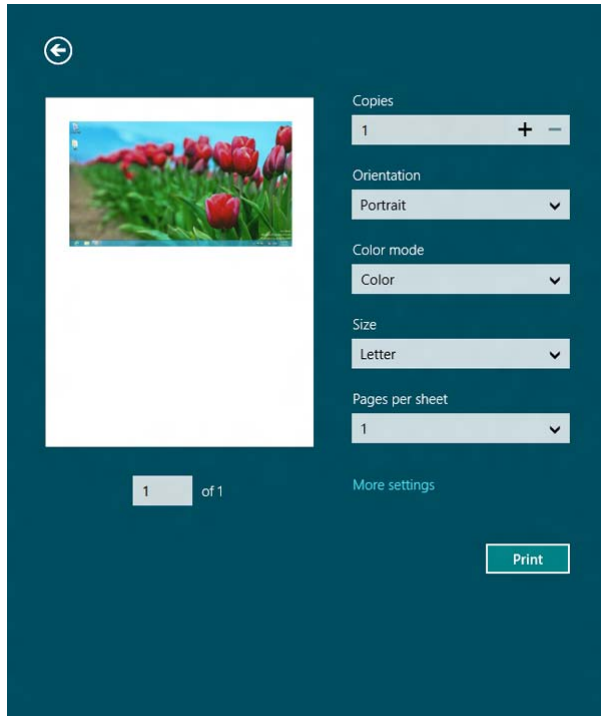 Copies
1
Orientation
Portrait
Color mode
Color
Size
Letter
Pages per sheet
1
1 of 1
More settings
Print